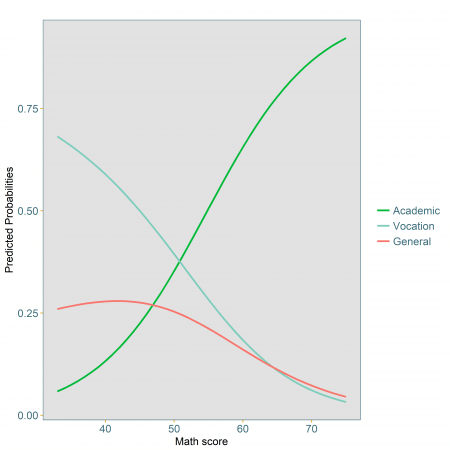 Predicted Probabilities
0.75
0.50
0.25
0.00
40 50 60 70
Math score
Academic
Vocation
General